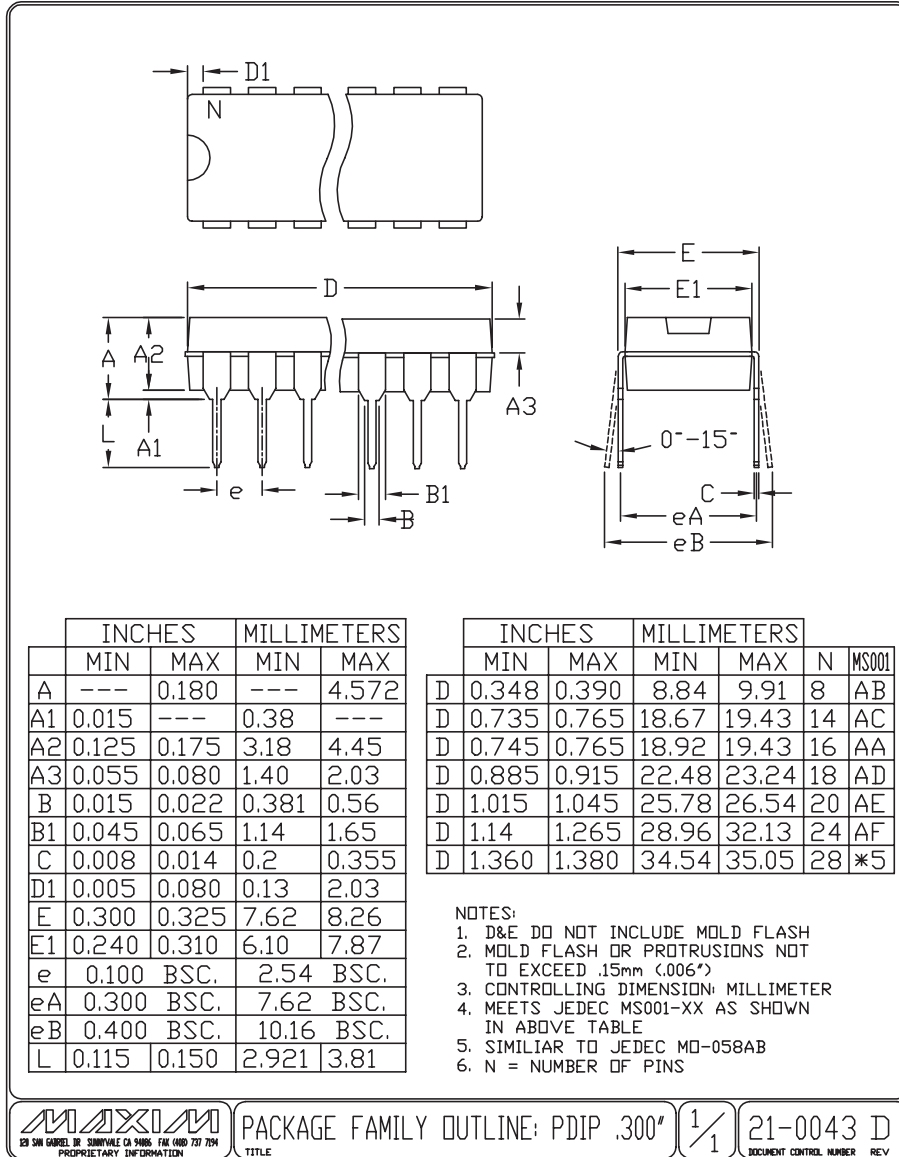 D1
N
D
E
E1
A
A2
A3
L
A1
0°-15°
e
B1
B
C
eA
eB
INCHES MILLIMETERS
MIN MAX MIN MAX
A --- 0.180 --- 4.572
A1 0.015 --- 0.38 ---
A2 0.125 0.175 3.18 4.45
A3 0.055 0.080 1.40 2.03
B 0.015 0.022 0.381 0.56
B1 0.045 0.065 1.14 1.65
C 0.008 0.014 0.2 0.355
D1 0.005 0.080 0.13 2.03
E 0.300 0.325 7.62 8.26
E1 0.240 0.310 6.10 7.87
e 0.100 BSC. 2.54 BSC.
eA 0.300 BSC. 7.62 BSC.
eB 0.400 BSC. 10.16 BSC.
L 0.115 0.150 2.921 3.81
INCHES MILLIMETERS
MIN MAX MIN MAX N MS001
D 0.348 0.390 8.84 9.91 8 AB
D 0.735 0.765 18.67 19.43 14 AC
D 0.745 0.765 18.92 19.43 16 AA
D 0.885 0.915 22.48 23.24 18 AD
D 1.015 1.045 25.78 26.54 20 AE
D 1.14 1.265 28.96 32.13 24 AF
D 1.360 1.380 34.54 35.05 28 *5
NOTES:
1. D&E DO NOT INCLUDE MOLD FLASH
2. MOLD FLASH OR PROTRUSIONS NOT
TO EXCEED .15mm (.006")
3. CONTROLLING DIMENSION: MILLIMETER
4. MEETS JEDEC MS001-XX AS SHOWN
IN ABOVE TABLE
5. SIMILIAR TO JEDEC MO-058AB
6. N = NUMBER OF PINS
MAXIM
120 SAN GABRIEL DR SUNNYVALE CA 94086 FAX (408) 737 7194
PROPRIETARY INFORMATION
PACKAGE FAMILY OUTLINE: PDIP .300"
TITLE
1/1
21-0043 D
DOCUMENT CONTROL NUMBER REV